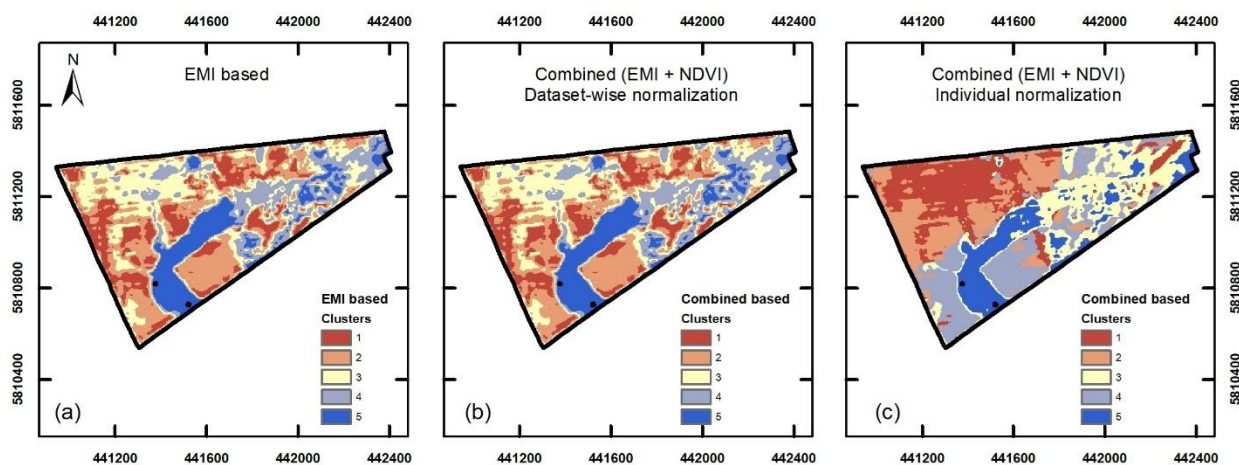 441200 441600 442000 442400 441200 441600 442000 442400 441200 441600 442000 442400
N
EMI based
Combined (EMI + NDVI)
Dataset-wise normalization
Combined (EMI + NDVI)
Individual normalization
5811600
5811200
5810800
5810400
EMI based
Clusters
1
2
3
4
5
(a)
Combined based
Clusters
1
2
3
4
5
(b)
Combined based
Clusters
1
2
3
4
5
(c)
5811600
5811200
5810800
5810400
441200 441600 442000 442400 441200 441600 442000 442400 441200 441600 442000 442400